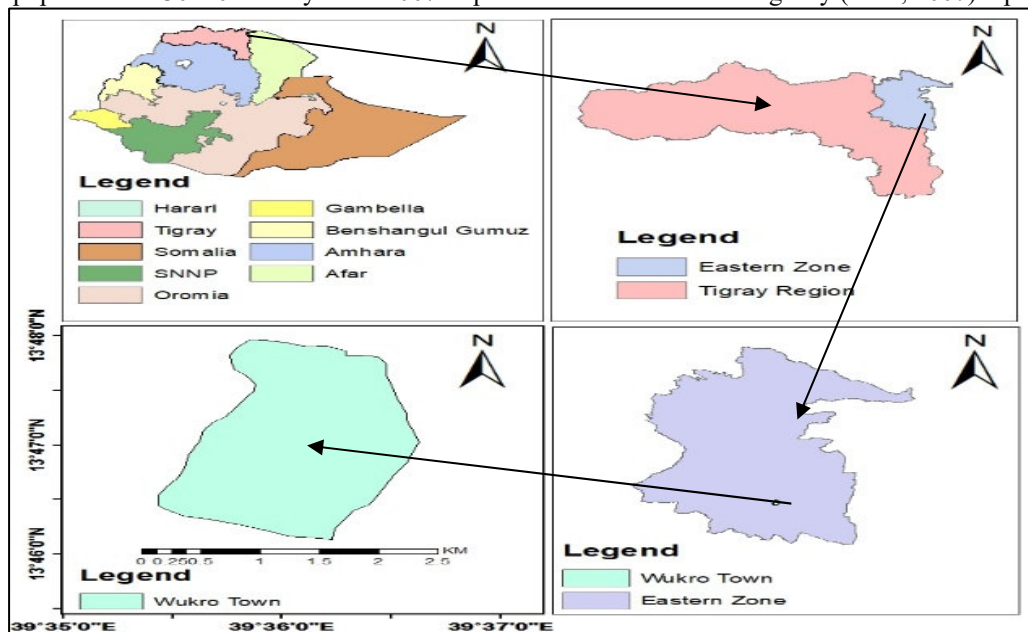 N
Legend
Harari Gambella
Tigray Benshangul Gumuz
Somalia Amhara
SNNP Afar
Oromia
N
Legend
Eastern Zone
Tigray Region
13°48'0"N
13°47'0"N
13°46'0"N
N
0 0.250.5 1 1.5 2 2.5
KM
Legend
Wukro Town
39°35'0"E 39°36'0"E 39°37'0"E
N
Legend
Wukro Town
Eastern Zone